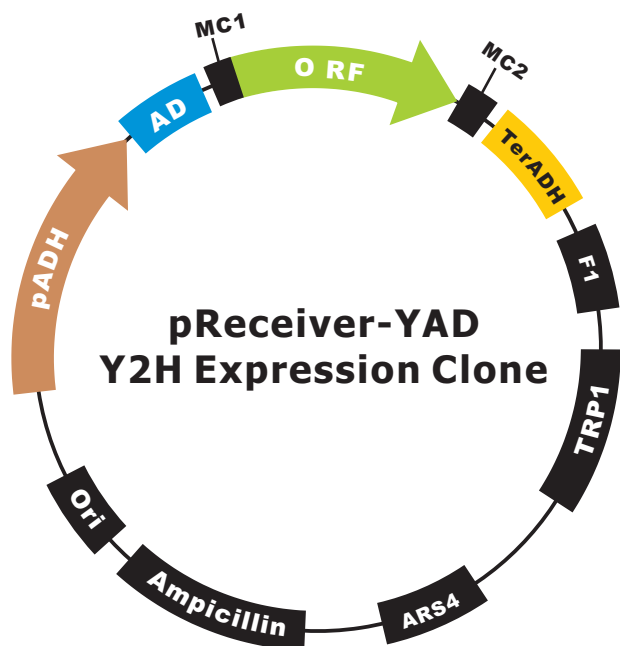 MC1
O RF
MC2
AD
TerADH
pADH
F1
pReceiver-YAD
Y2H Expression Clone
TRP1
Ori
Ampicillin
ARS4